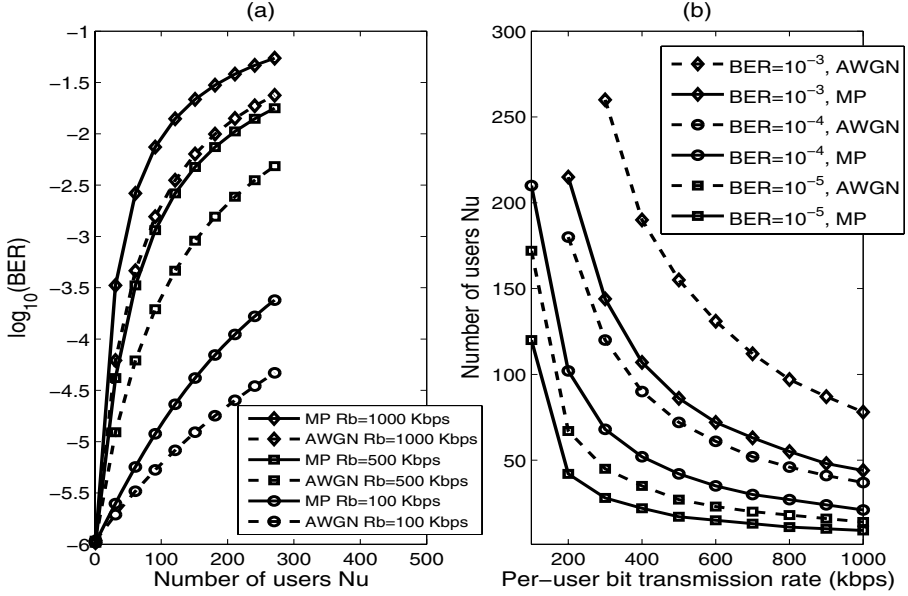 (a)
−1
−1.5
−2
−2.5
−3
−3.5
−4
−4.5
−5
−5.5
−6
log10(BER)
0
100
200
300
400
500
Number of users Nu
MP Rb=1000 Kbps
AWGN Rb=1000 Kbps
MP Rb=500 Kbps
AWGN Rb=500 Kbps
MP Rb=100 Kbps
AWGN Rb=100 Kbps
(b)
300
250
200
150
100
50
Number of users Nu
200
400
600
800
1000
Per−user bit transmission rate (kbps)
BER=10−3, AWGN
BER=10−3, MP
BER=10−4, AWGN
BER=10−4, MP
BER=10−5, AWGN
BER=10−5, MP